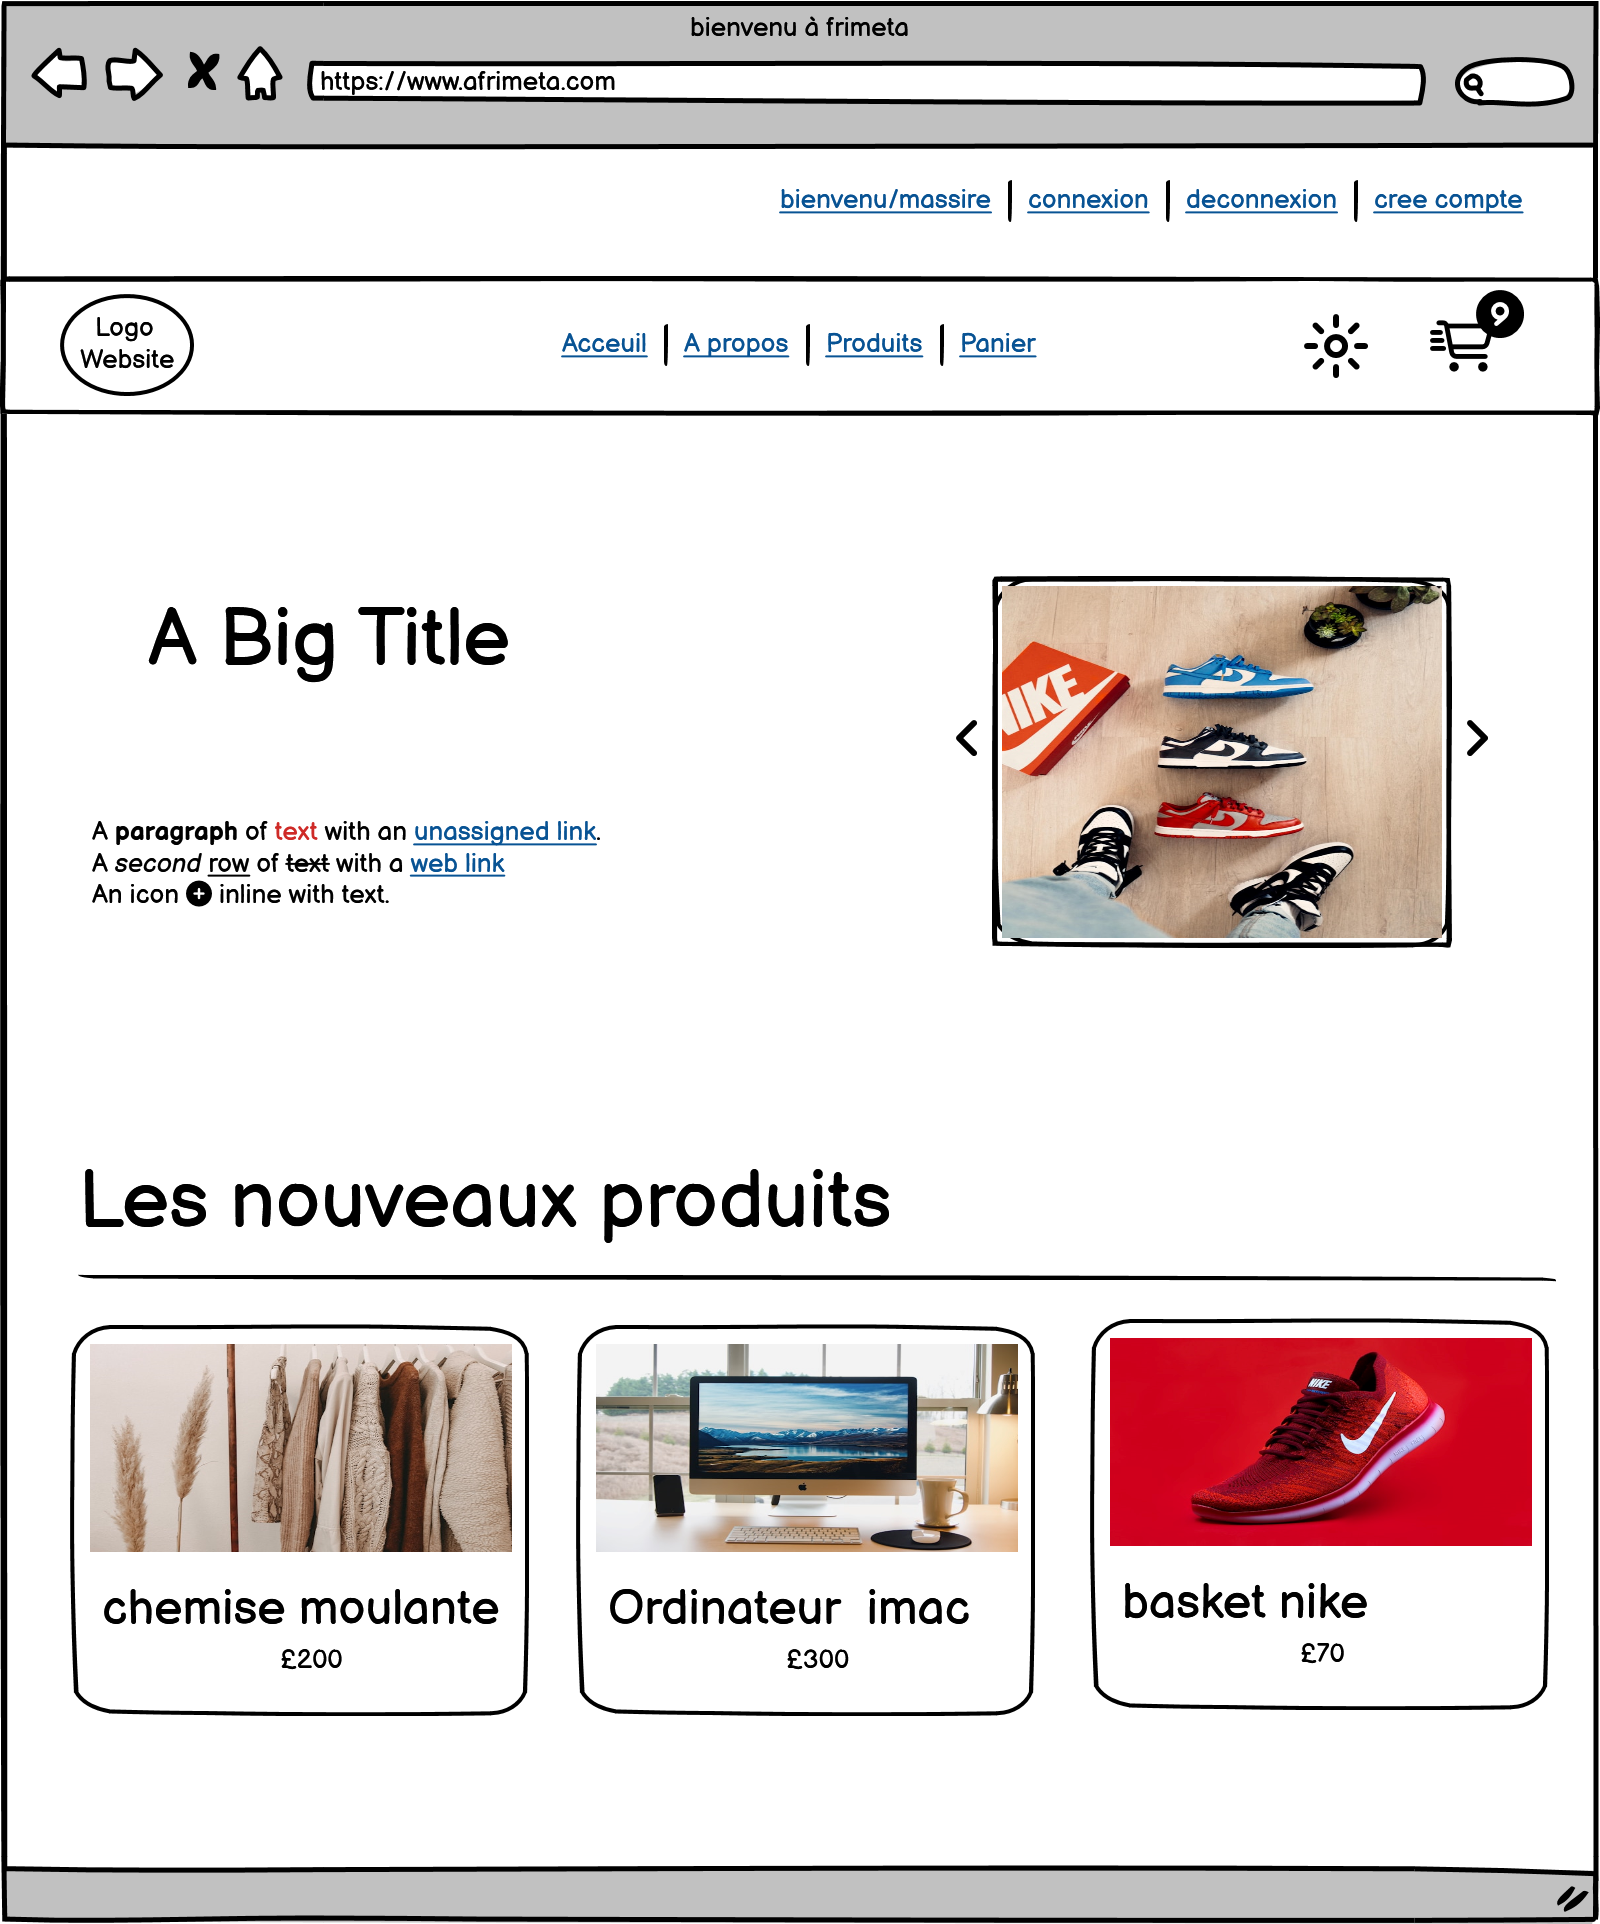 bienvenu à frimeta
https://www.afrimeta.com
bienvenu/massire connexion deconnexion cree compte
Logo
Website
Acceuil A propos Produits Panier
9
A Big Title
NIKE
A paragraph of text with an unassigned link.
A second row of text with a web link
An icon inline with text.
Les nouveaux produits
NIKE
chemise moulante
£200
Ordinateur imac
£300
basket nike
£70